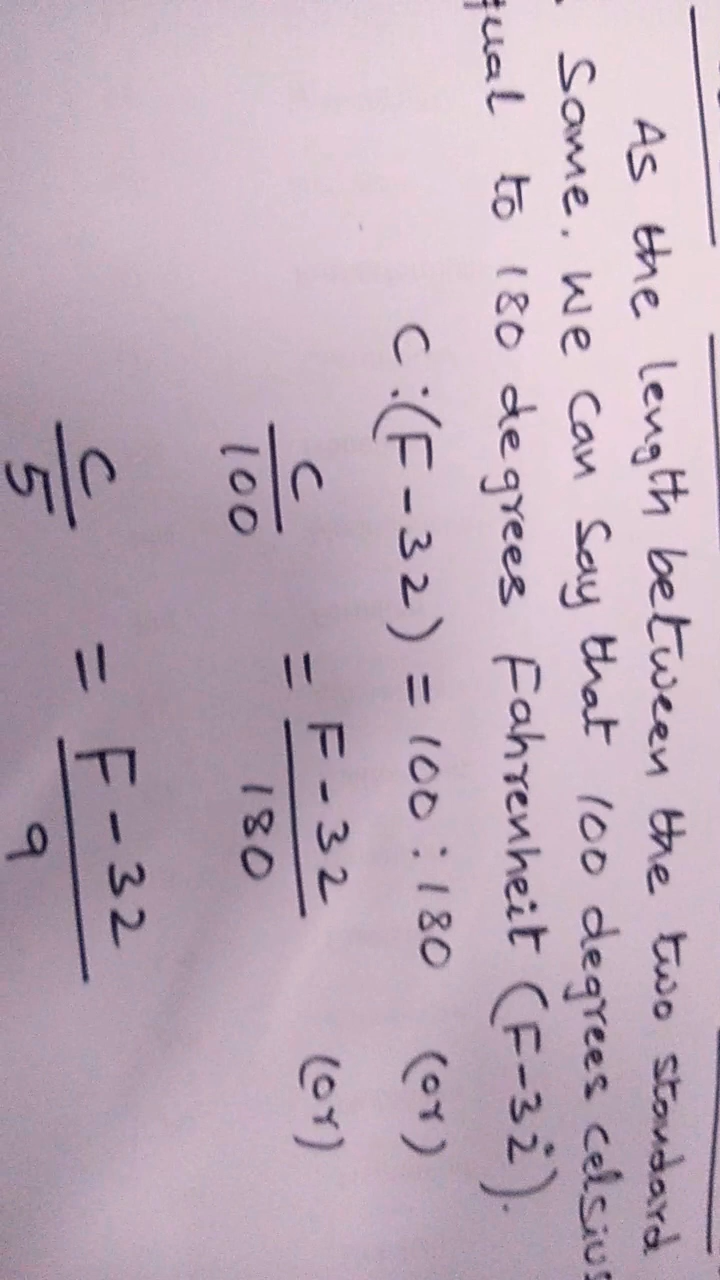 As the length between the two standard
Same. We can say that 100 degrees celsius
qual to 180 degrees Fahrenheit (F-32°).
C:(F-32) = 100:180 (or)
C/100 = F-32/180 (or)
C/5 = F-32/9